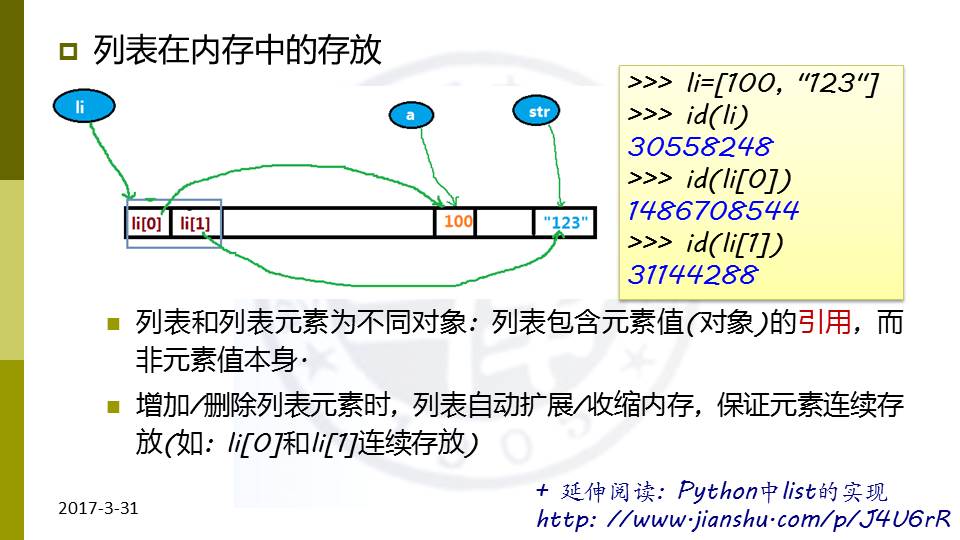 列表在内存中的存放
li
a
str
li[0]
li[1]
100
"123"
>>> li=[100, "123"]
>>> id(li)
30558248
>>> id(li[0])
1486708544
>>> id(li[1])
31144288
列表和列表元素为不同对象：列表包含元素值(对象)的引用，而
非元素值本身.
增加/删除列表元素时，列表自动扩展/收缩内存，保证元素连续存
放(如：li[0]和li[1]连续存放)
2017-3-31
+ 延伸阅读：Python中list的实现
http: //www.jianshu.com/p/J4U6rR